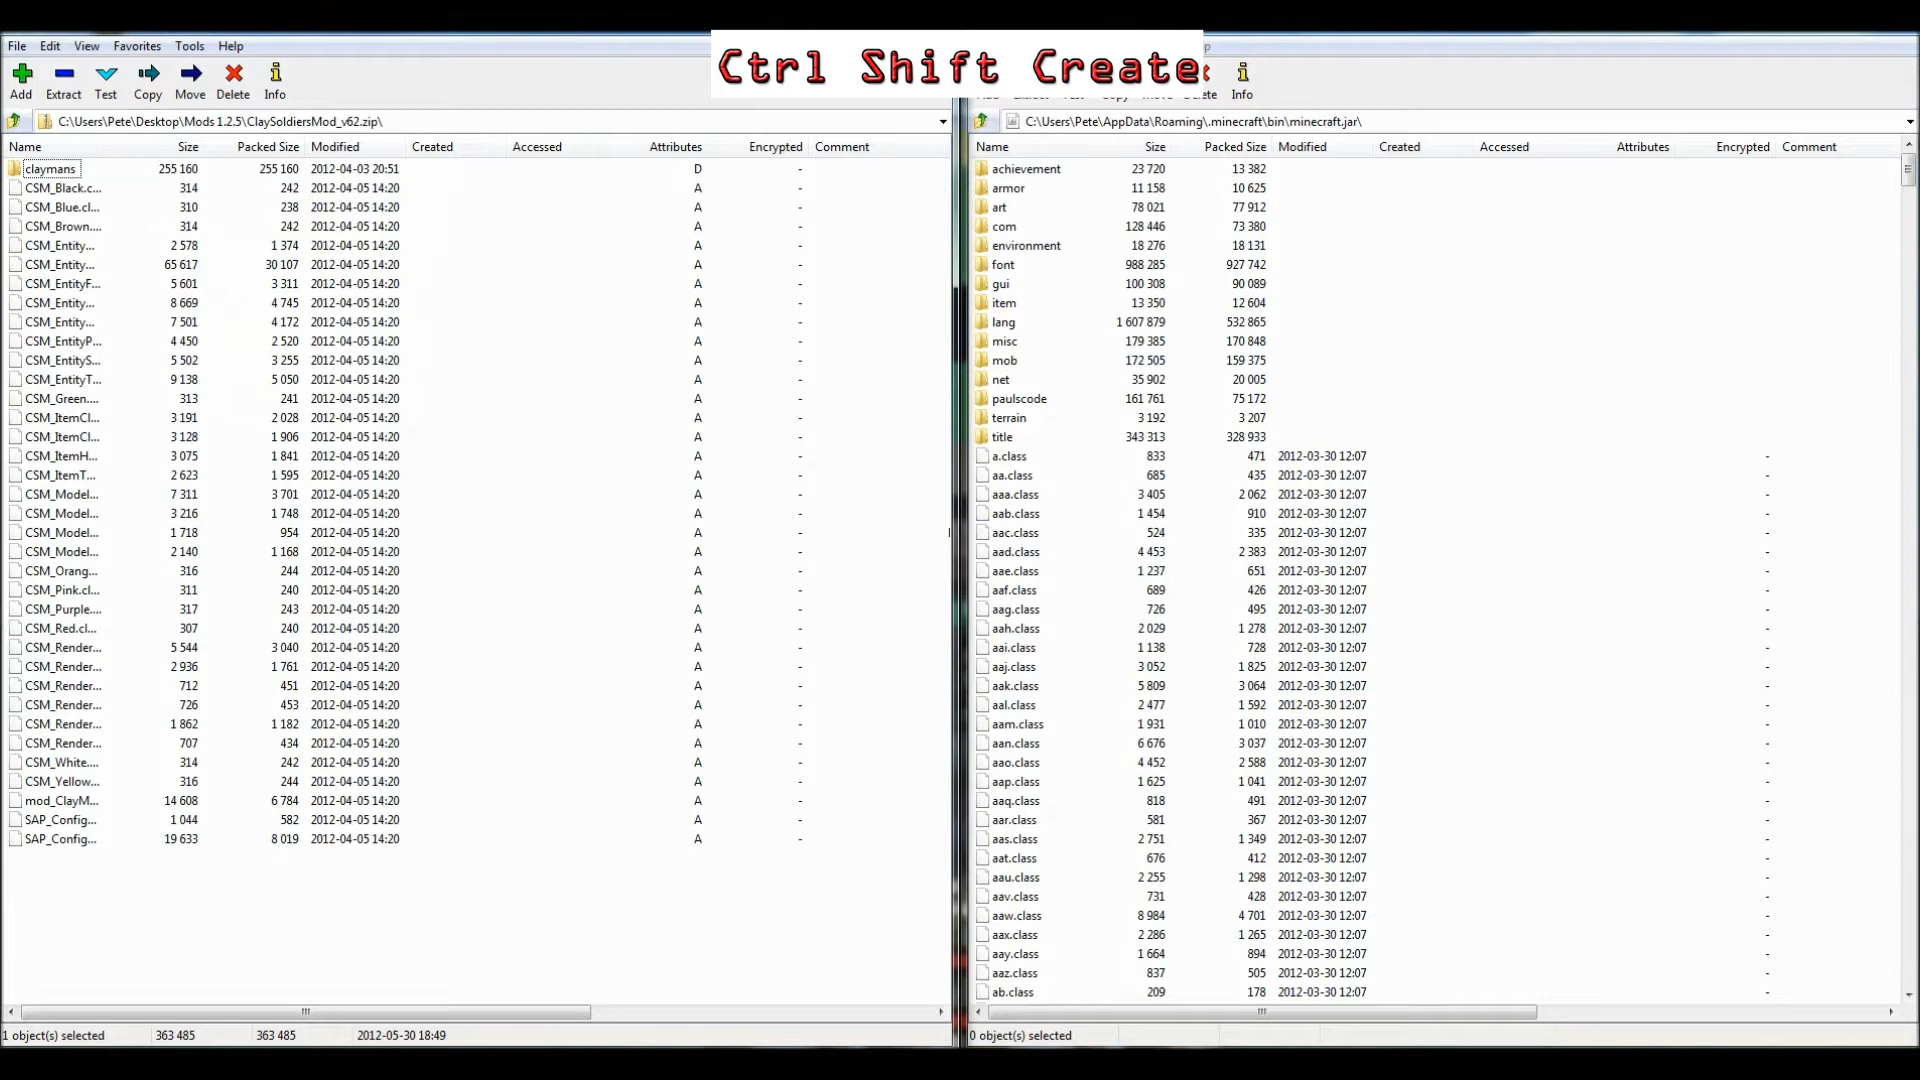 Ctrl Shift Create
File Edit View Favorites Tools Help
Add Extract Test Copy Move Delete Info
C:\Users\Pete\Desktop\Mods 1.2.5\ClaySoldiersMod_v62.zip\
Name Size Packed Size Modified Created Accessed Attributes Encrypted Comment
claymans 255 160 255 160 2012-04-03 20:51 D -
CSM_Black.c... 314 242 2012-04-05 14:20 A -
CSM_Blue.cl... 310 238 2012-04-05 14:20 A -
CSM_Brown.... 314 242 2012-04-05 14:20 A -
CSM_Entity... 2 578 1 374 2012-04-05 14:20 A -
CSM_Entity... 65 617 30 107 2012-04-05 14:20 A -
CSM_EntityF... 5 601 3 311 2012-04-05 14:20 A -
CSM_Entity... 8 669 4 745 2012-04-05 14:20 A -
CSM_Entity... 7 501 4 172 2012-04-05 14:20 A -
CSM_EntityP... 4 450 2 520 2012-04-05 14:20 A -
CSM_EntityS... 5 502 3 255 2012-04-05 14:20 A -
CSM_EntityT... 9 138 5 050 2012-04-05 14:20 A -
CSM_Green.... 313 241 2012-04-05 14:20 A -
CSM_ItemCl... 3 191 2 028 2012-04-05 14:20 A -
CSM_ItemCl... 3 128 1 906 2012-04-05 14:20 A -
CSM_ItemH... 3 075 1 841 2012-04-05 14:20 A -
CSM_ItemT... 2 623 1 595 2012-04-05 14:20 A -
CSM_Model... 7 311 3 701 2012-04-05 14:20 A -
CSM_Model... 3 216 1 748 2012-04-05 14:20 A -
CSM_Model... 1 718 954 2012-04-05 14:20 A -
CSM_Model... 2 140 1 168 2012-04-05 14:20 A -
CSM_Orang... 316 244 2012-04-05 14:20 A -
CSM_Pink.cl... 311 240 2012-04-05 14:20 A -
CSM_Purple.... 317 243 2012-04-05 14:20 A -
CSM_Red.cl... 307 240 2012-04-05 14:20 A -
CSM_Render... 5 544 3 040 2012-04-05 14:20 A -
CSM_Render... 2 936 1 761 2012-04-05 14:20 A -
CSM_Render... 712 451 2012-04-05 14:20 A -
CSM_Render... 726 453 2012-04-05 14:20 A -
CSM_Render... 1 862 1 182 2012-04-05 14:20 A -
CSM_Render... 707 434 2012-04-05 14:20 A -
CSM_White.... 314 242 2012-04-05 14:20 A -
CSM_Yellow... 316 244 2012-04-05 14:20 A -
mod_ClayM... 14 608 6 784 2012-04-05 14:20 A -
SAP_Config... 1 044 582 2012-04-05 14:20 A -
SAP_Config... 19 633 8 019 2012-04-05 14:20 A -
1 object(s) selected 363 485 363 485 2012-05-30 18:49
Info
C:\Users\Pete\AppData\Roaming\.minecraft\bin\minecraft.jar\
Name Size Packed Size Modified Created Accessed Attributes Encrypted Comment
achievement 23 720 13 382
armor 11 158 10 625
art 78 021 77 912
com 128 446 73 380
environment 18 276 18 131
font 988 285 927 742
gui 100 308 90 089
item 13 350 12 604
lang 1 607 879 532 865
misc 179 385 170 848
mob 172 505 159 375
net 35 902 20 005
paulscode 161 761 75 172
terrain 3 192 3 207
title 343 313 328 933
a.class 833 471 2012-03-30 12:07 -
aa.class 685 435 2012-03-30 12:07 -
aaa.class 3 405 2 062 2012-03-30 12:07 -
aab.class 1 454 910 2012-03-30 12:07 -
aac.class 524 335 2012-03-30 12:07 -
aad.class 4 453 2 383 2012-03-30 12:07 -
aae.class 1 237 651 2012-03-30 12:07 -
aaf.class 689 426 2012-03-30 12:07 -
aag.class 726 495 2012-03-30 12:07 -
aah.class 2 029 1 278 2012-03-30 12:07 -
aai.class 1 138 728 2012-03-30 12:07 -
aaj.class 3 052 1 825 2012-03-30 12:07 -
aak.class 5 809 3 064 2012-03-30 12:07 -
aal.class 2 477 1 592 2012-03-30 12:07 -
aam.class 1 931 1 010 2012-03-30 12:07 -
aan.class 6 676 3 037 2012-03-30 12:07 -
aao.class 4 452 2 588 2012-03-30 12:07 -
aap.class 1 625 1 041 2012-03-30 12:07 -
aaq.class 818 491 2012-03-30 12:07 -
aar.class 581 367 2012-03-30 12:07 -
aas.class 2 751 1 349 2012-03-30 12:07 -
aat.class 676 412 2012-03-30 12:07 -
aau.class 2 255 1 298 2012-03-30 12:07 -
aav.class 731 428 2012-03-30 12:07 -
aaw.class 8 984 4 701 2012-03-30 12:07 -
aax.class 2 286 1 265 2012-03-30 12:07 -
aay.class 1 664 894 2012-03-30 12:07 -
aaz.class 837 505 2012-03-30 12:07 -
ab.class 209 178 2012-03-30 12:07 -
0 object(s) selected